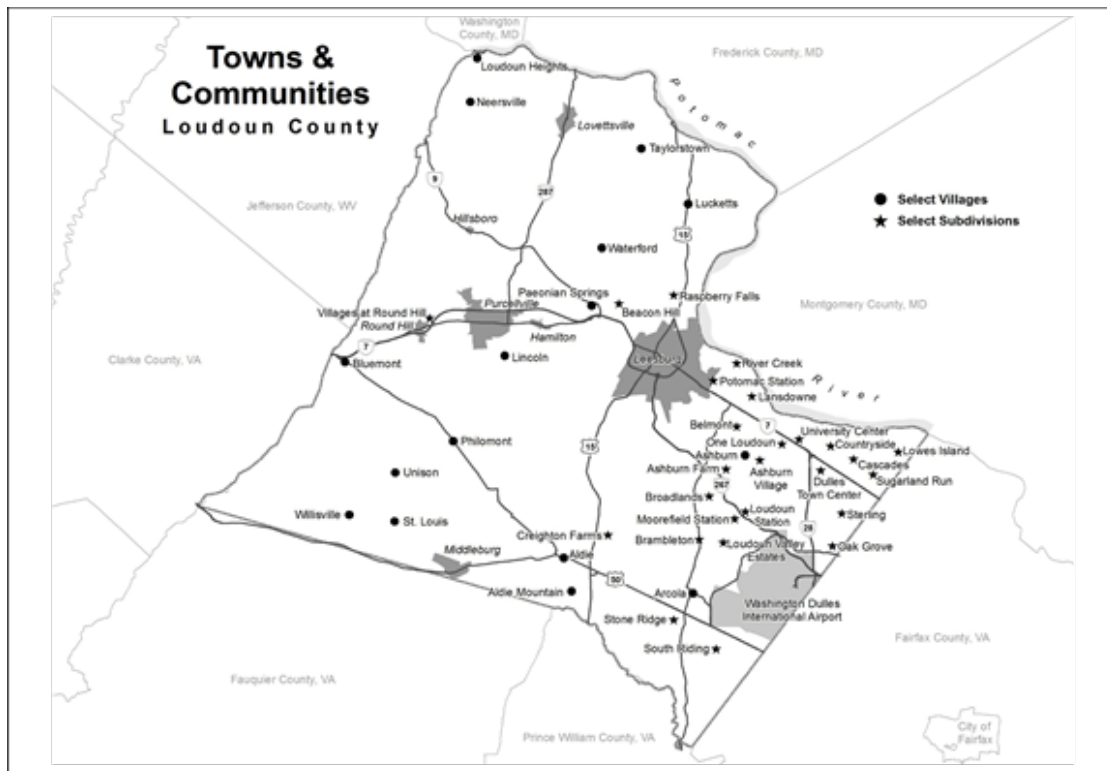 Towns &
Communities
Loudoun County
Washington
County, MD
Frederick County, MD
Potomac
River
Jefferson County, WV
Clarke County, VA
Montgomery County, MD
Fauquier County, VA
Prince William County, VA
Fairfax County, VA
City of
Fairfax
Select Villages
Select Subdivisions
Loudoun Heights
Neersville
Lovettsville
Taylorstown
9
287
Lucketts
15
Hillsboro
Waterford
Paeonian Springs
Raspberry Falls
Beacon Hill
Villages at Round Hill
Purcellville
Round Hill
Hamilton
7
Bluemont
Lincoln
Leesburg
River Creek
Potomac Station
Lansdowne
Belmont
7
University Center
One Loudoun
Countryside
Lowes Island
Philomont
15
Ashburn
Cascades
Ashburn Farm
Ashburn
Village
Dulles
Town Center
Sugarland Run
Unison
267
Broadlands
Willisville
St. Louis
Moorefield Station
Loudoun
Station
Sterling
28
Creighton Farms
Brambleton
Loudoun Valley
Estates
Oak Grove
Middleburg
Aldie
50
Aldie Mountain
Arcola
Washington Dulles
International Airport
Stone Ridge
South Riding